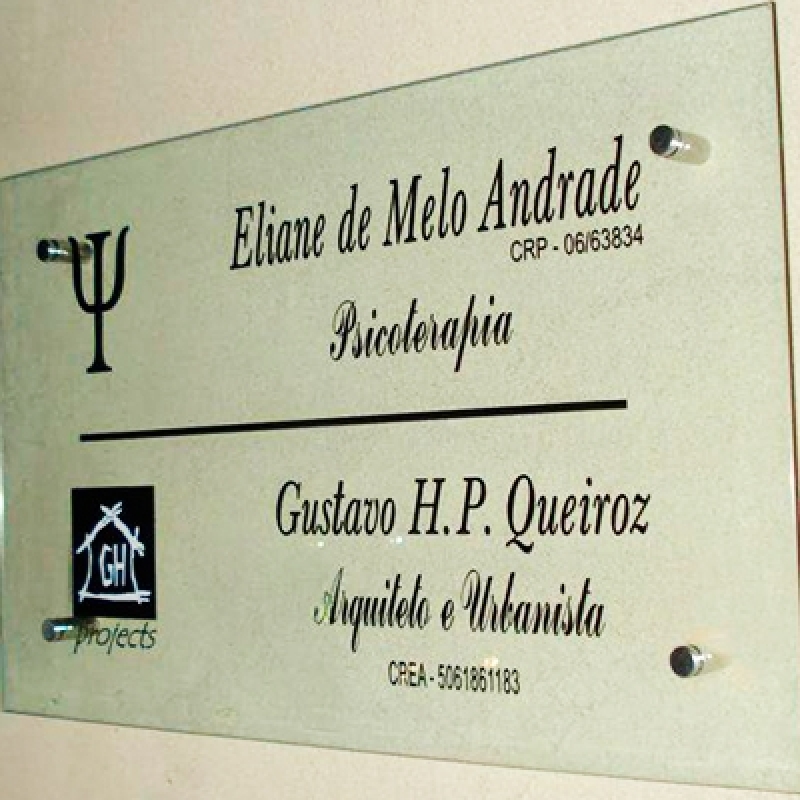 Ψ
Eliane de Melo Andrade
CRP - 06/63834
Psicoterapia
GH
projects
Gustavo H.P. Queiroz
Arquiteto e Urbanista
CREA - 5061861183